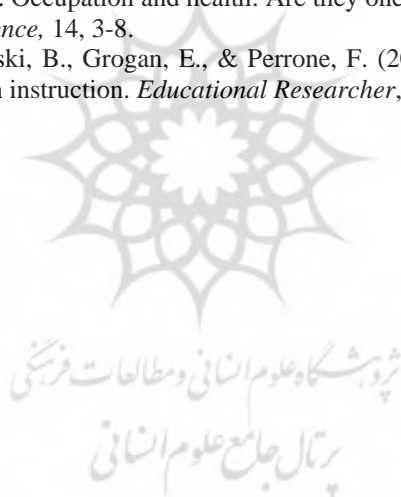 . Occupation and health: Are they one
ence, 14, 3-8.
ski, B., Grogan, E., & Perrone, F. (20
n instruction. Educational Researcher,
پژوهشگاه علوم انسانی و مطالعات فرهنگی
پرتال جامع علوم انسانی